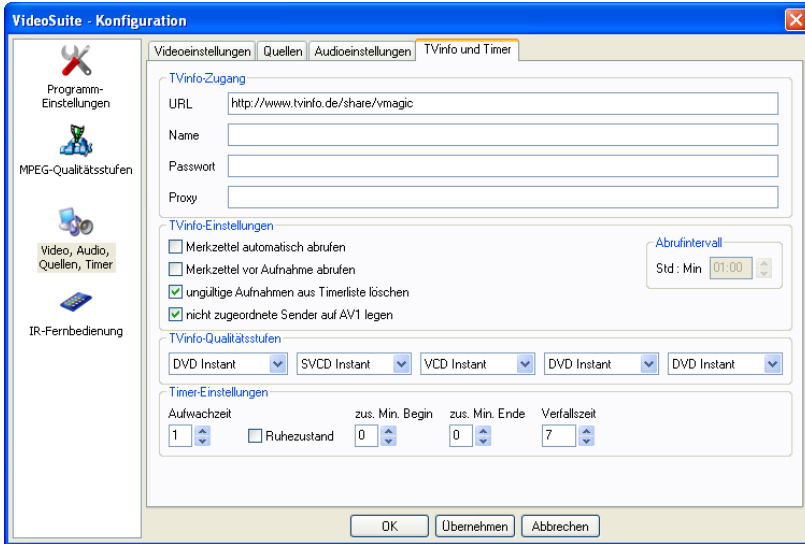 VideoSuite - Konfiguration
Programm-
Einstellungen
MPEG-Qualitätsstufen
Video, Audio,
Quellen, Timer
IR-Fernbedienung
Videoeinstellungen Quellen Audioeinstellungen TVinfo und Timer
TVinfo-Zugang
URL http://www.tvinfo.de/share/vmagic
Name
Passwort
Proxy
TVinfo-Einstellungen
Merkzettel automatisch abrufen
Merkzettel vor Aufnahme abrufen
ungültige Aufnahmen aus Timerliste löschen
nicht zugeordnete Sender auf AV1 legen
Abrufintervall
Std : Min 01:00
TVinfo-Qualitätsstufen
DVD Instant SVCD Instant VCD Instant DVD Instant DVD Instant
Timer-Einstellungen
Aufwachzeit zus. Min. Begin zus. Min. Ende Verfallszeit
1 Ruhezustand 0 0 7
OK Übernehmen Abbrechen